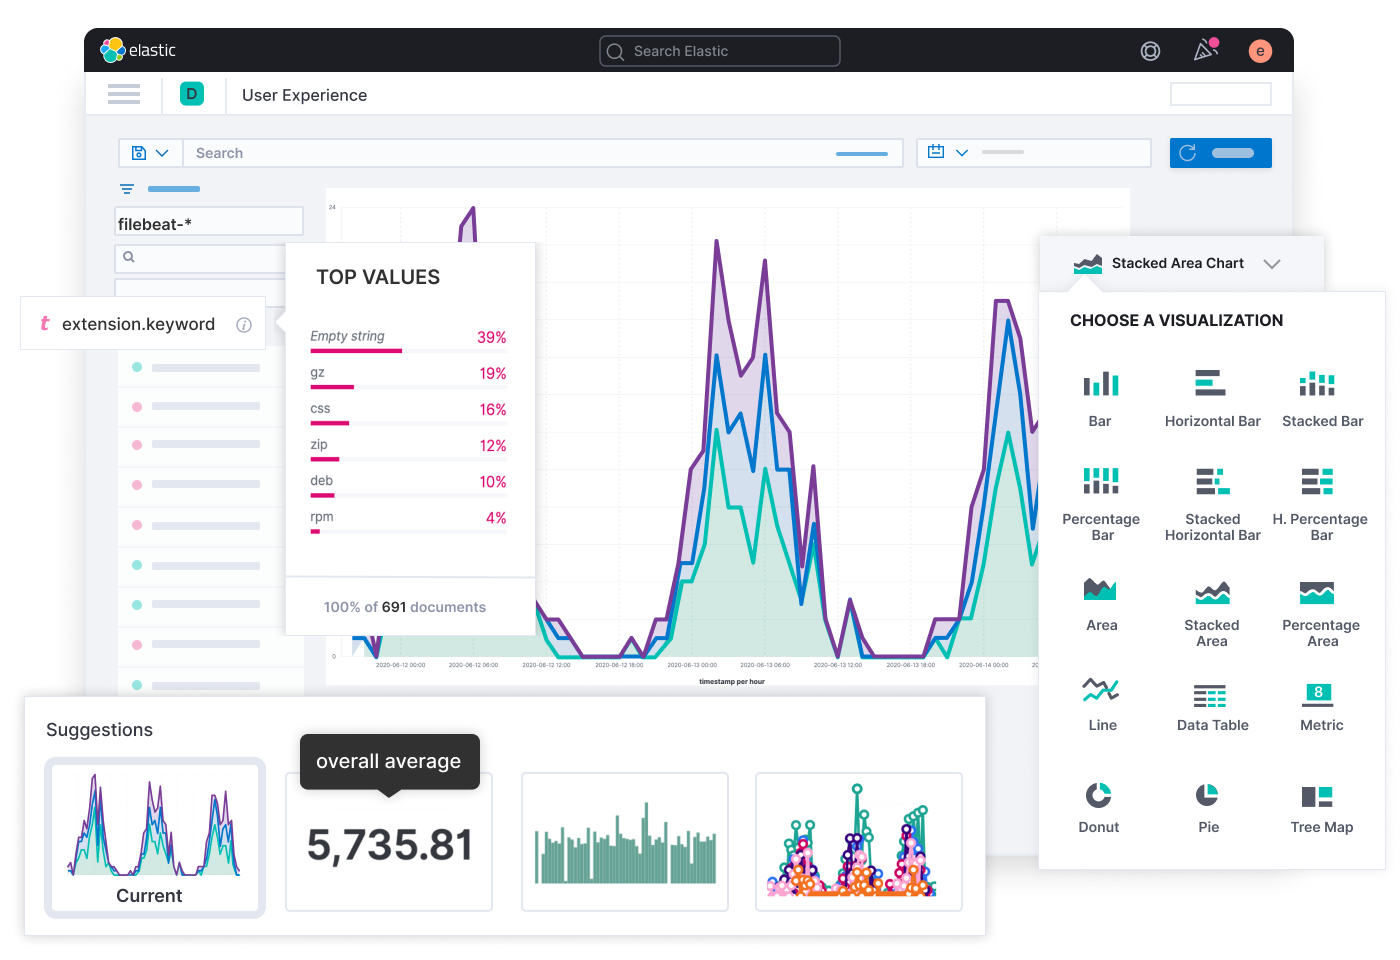 elastic
Search Elastic
e
D
User Experience
Search
filebeat-*
t extension.keyword
TOP VALUES
Empty string 39%
gz 19%
css 16%
zip 12%
deb 10%
rpm 4%
100% of 691 documents
24
0
2020-06-12 00:00 2020-06-12 06:00 2020-06-12 12:00 2020-06-12 18:00 2020-06-13 00:00 2020-06-13 06:00 2020-06-13 12:00 2020-06-13 18:00 2020-06-14 00:00 20
timestamp per hour
Stacked Area Chart
CHOOSE A VISUALIZATION
Bar
Horizontal Bar
Stacked Bar
Percentage
Bar
Stacked
Horizontal Bar
H. Percentage
Bar
Area
Stacked
Area
Percentage
Area
Line
Data Table
8
Metric
Donut
Pie
Tree Map
Suggestions
Current
overall average
5,735.81